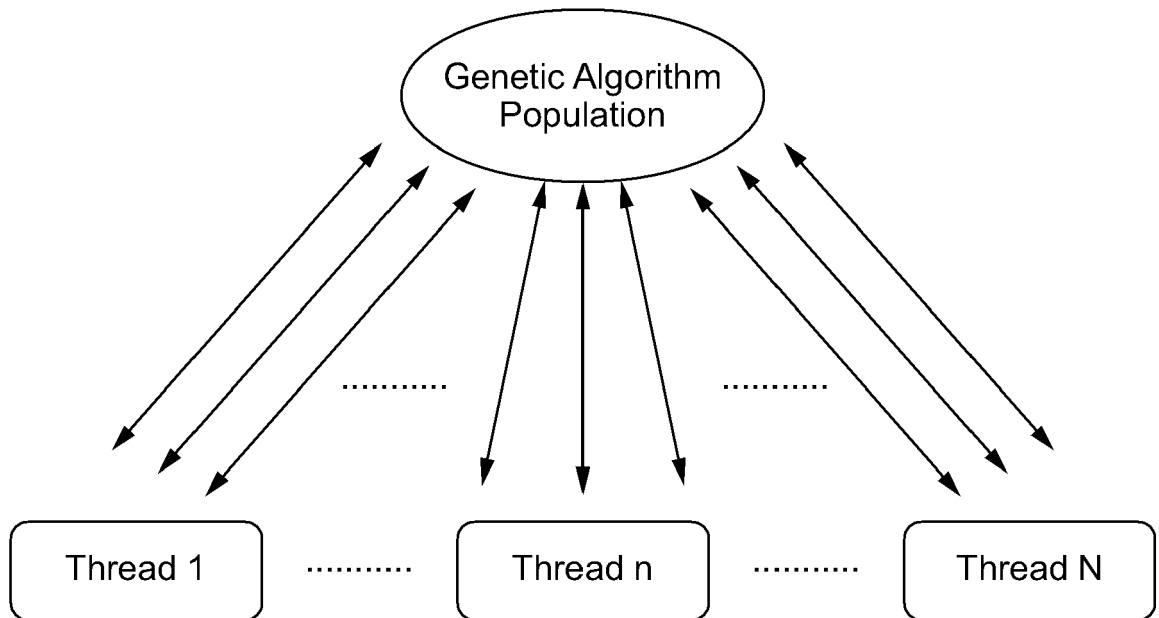 Genetic Algorithm
Population
Thread 1
Thread n
Thread N